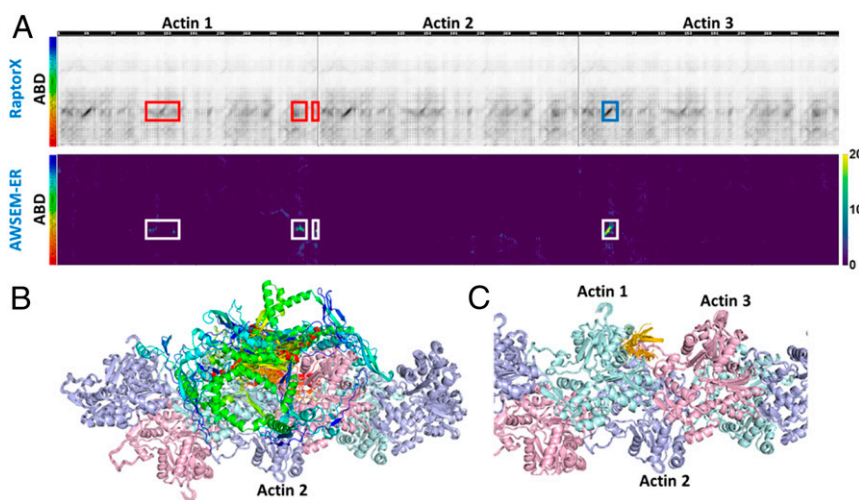 A
Actin 1 Actin 2 Actin 3
RaptorX
ABD
AWSEM-ER
ABD
20
10
0
B
Actin 2
C
Actin 1
Actin 3
Actin 2